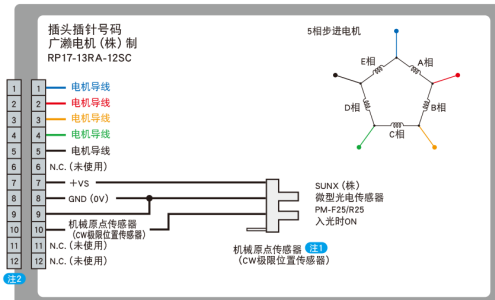 插头插针号码
广濑电机（株）制
RP17-13RA-12SC
5相步进电机
E相
A相
D相
B相
C相
1 1 电机导线
2 2 电机导线
3 3 电机导线
4 4 电机导线
5 5 电机导线
6 6 N.C.（未使用）
7 7 ＋VS
8 8 GND（0V）
9 9
10 10 机械原点传感器
（CW极限位置传感器）
11 11 N.C.（未使用）
12 12 N.C.（未使用）
注2
SUNX（株）
微型光电传感器
PM-F25/R25
入光时ON
机械原点传感器 注1
（CW极限位置传感器）